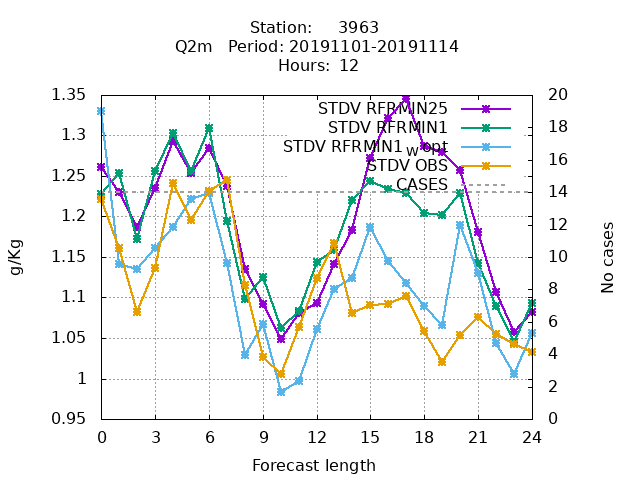 Station: 3963
Q2m Period: 20191101-20191114
Hours: 12
1.35
1.3
1.25
1.2
1.15
1.1
1.05
1
0.95
20
18
16
14
12
10
8
6
4
2
0
g/Kg
No cases
STDV RFRMIN25
STDV RFRMIN1
STDV RFRMIN1 w opt
STDV OBS
CASES
0 3 6 9 12 15 18 21 24
Forecast length